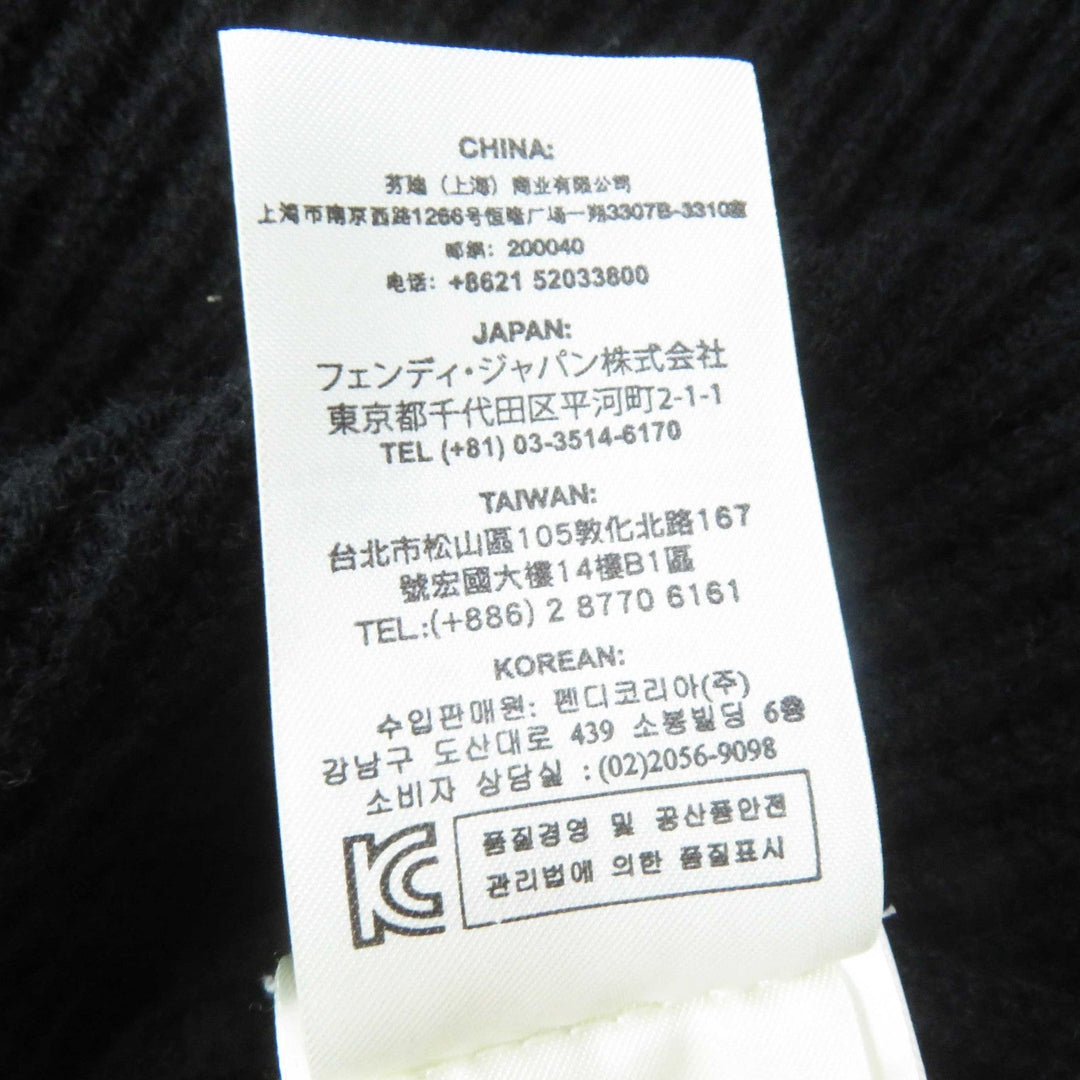 CHINA:
芬迪（上海）商业有限公司
上海市南京西路1266号恒隆广场一期3307B-3310室
邮编：200040
电话：+8621 52033800
JAPAN:
フェンディ・ジャパン株式会社
東京都千代田区平河町2-1-1
TEL (+81) 03-3514-6170
TAIWAN:
台北市松山區105敦化北路167
號宏國大樓14樓B1區
TEL:(+886) 2 8770 6161
KOREAN:
수입판매원: 펜디코리아(주)
강남구 도산대로 439 소봉빌딩 6층
소비자 상담실 :(02)2056-9098
KC
품질경영 및 공산품안전
관리법에 의한 품질표시